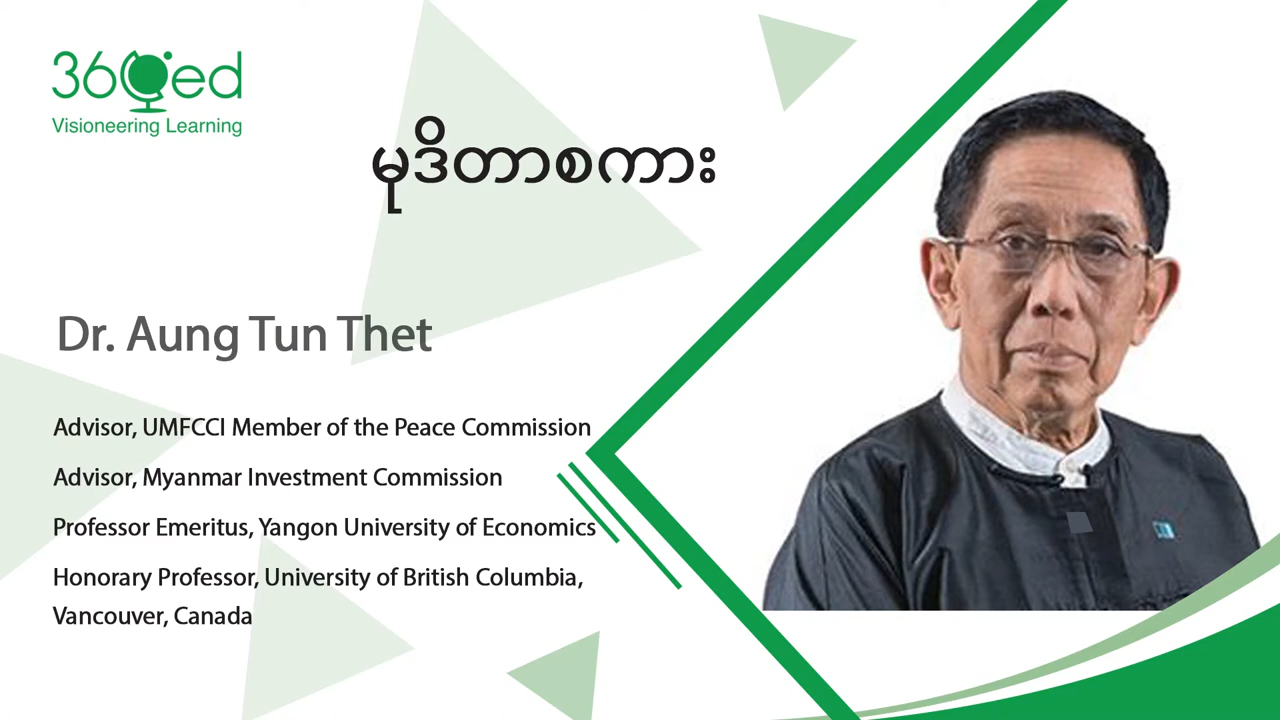 360ed
Visioneering Learning
မုဒိတာစကား
Dr. Aung Tun Thet
Advisor, UMFCCI Member of the Peace Commission
Advisor, Myanmar Investment Commission
Professor Emeritus, Yangon University of Economics
Honorary Professor, University of British Columbia,
Vancouver, Canada